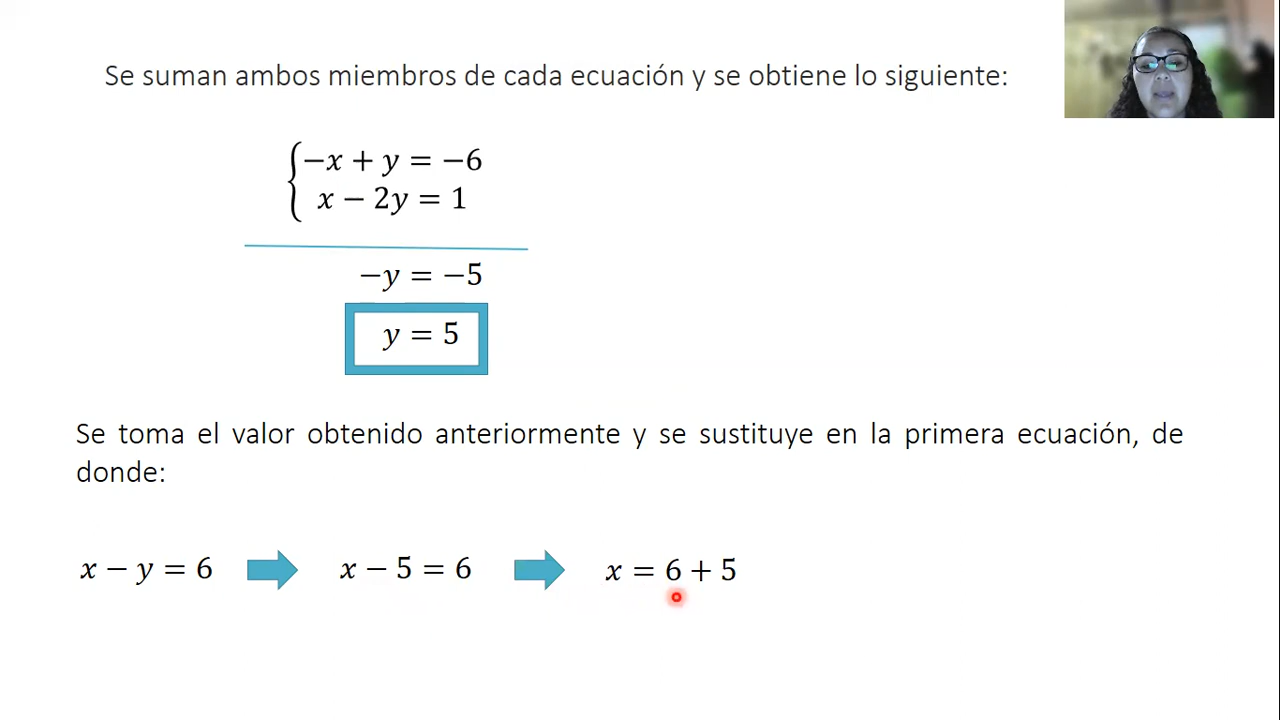 Se suman ambos miembros de cada ecuación y se obtiene lo siguiente:
−x + y = −6
x − 2y = 1
−y = −5
y = 5
Se toma el valor obtenido anteriormente y se sustituye en la primera ecuación, de
donde:
x − y = 6 x − 5 = 6 x = 6 + 5